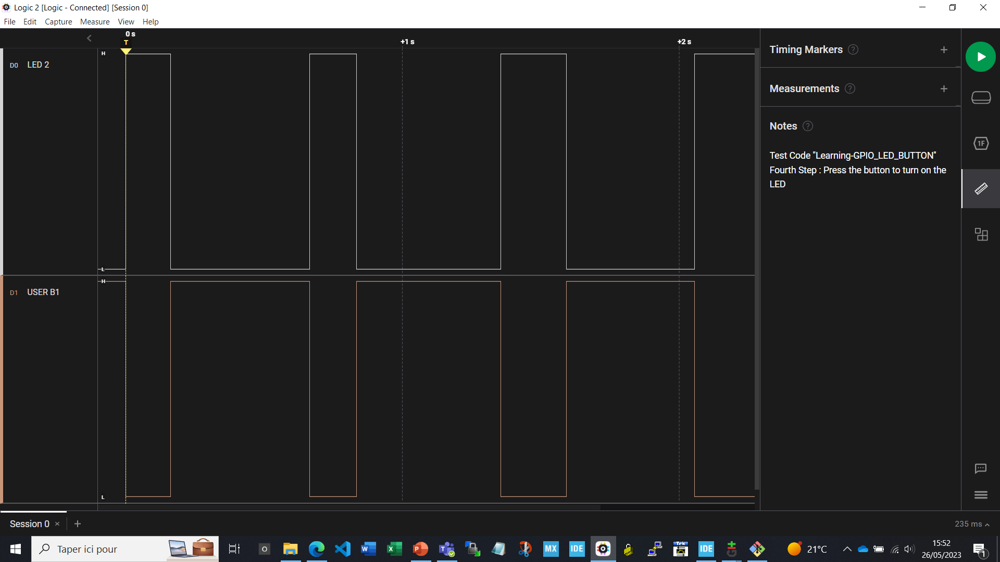 Logic 2 [Logic - Connected] [Session 0]
File Edit Capture Measure View Help
0 s
T
+1 s
+2 s
D0 LED 2
H
L
D1 USER B1
H
L
Timing Markers ?
Measurements ?
Notes ?
Test Code "Learning-GPIO_LED_BUTTON"
Fourth Step : Press the button to turn on the
LED
1F
Session 0
235 ms
Taper ici pour
O
W
X
P
MX
IDE
Trk
IDE
21°C
15:52
26/05/2023
1